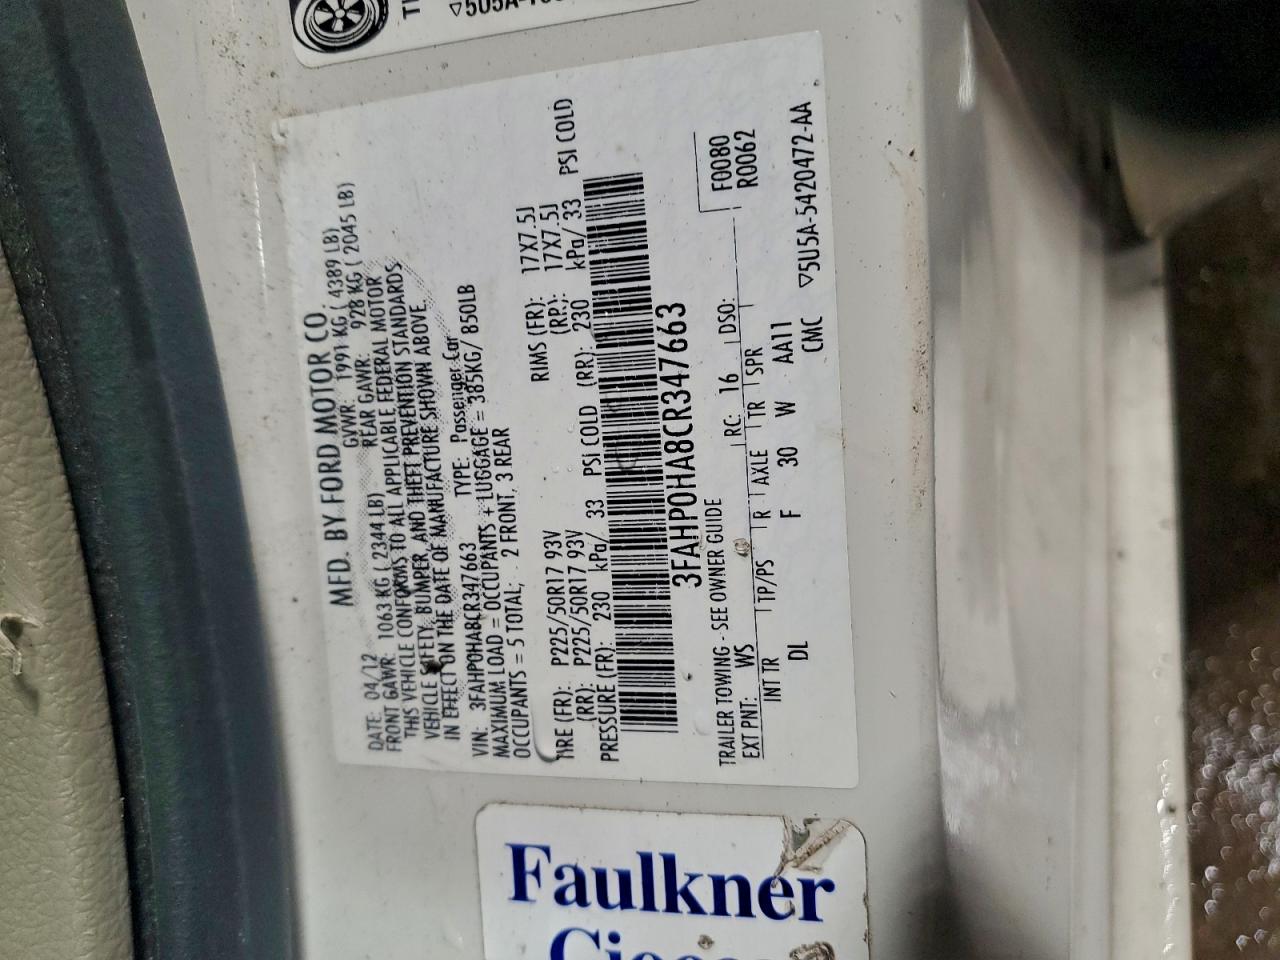 ▽5U5A-
MFD. BY FORD MOTOR CO.
DATE: 04/12 GVWR: 1991 KG ( 4389 LB)
FRONT GAWR: 1063 KG ( 2344 LB) REAR GAWR: 928 KG ( 2045 LB)
THIS VEHICLE CONFORMS TO ALL APPLICABLE FEDERAL MOTOR
VEHICLE SAFETY, BUMPER, AND THEFT PREVENTION STANDARDS
IN EFFECT ON THE DATE OF MANUFACTURE SHOWN ABOVE.
VIN: 3FAHP0HA8CR347663 TYPE: Passenger Car
MAXIMUM LOAD = OCCUPANTS + LUGGAGE = 385KG/ 850LB
OCCUPANTS = 5 TOTAL; 2 FRONT, 3 REAR
TIRE (FR): P225/50R17 93V RIMS (FR): 17X7.5J
(RR): P225/50R17 93V (RR): 17X7.5J
PRESSURE (FR): 230 kPa/ 33 PSI COLD (RR): 230 kPa/ 33 PSI COLD
3FAHP0HA8CR347663
TRAILER TOWING - SEE OWNER GUIDE
F0080
R0062
EXT PNT: WS RC: 16 DSO:
INT TR TP/PS R AXLE TR SPR
DL F 30 W AA11
CMC ▽5U5A-5420472-AA
Faulkner